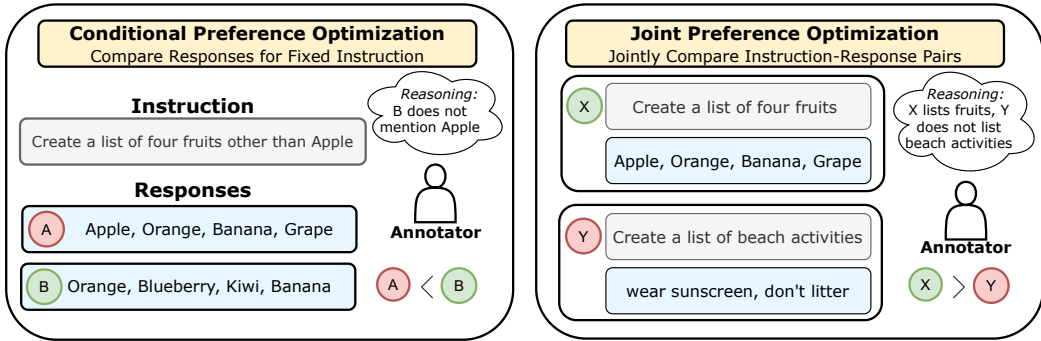 Conditional Preference Optimization
Compare Responses for Fixed Instruction
Reasoning:
B does not
mention Apple
Instruction
Create a list of four fruits other than Apple
Responses
A
Apple, Orange, Banana, Grape
B
Orange, Blueberry, Kiwi, Banana
Annotator
A < B
Joint Preference Optimization
Jointly Compare Instruction-Response Pairs
X
Create a list of four fruits
Apple, Orange, Banana, Grape
Reasoning:
X lists fruits, Y
does not list
beach activities
Y
Create a list of beach activities
wear sunscreen, don't litter
Annotator
X > Y